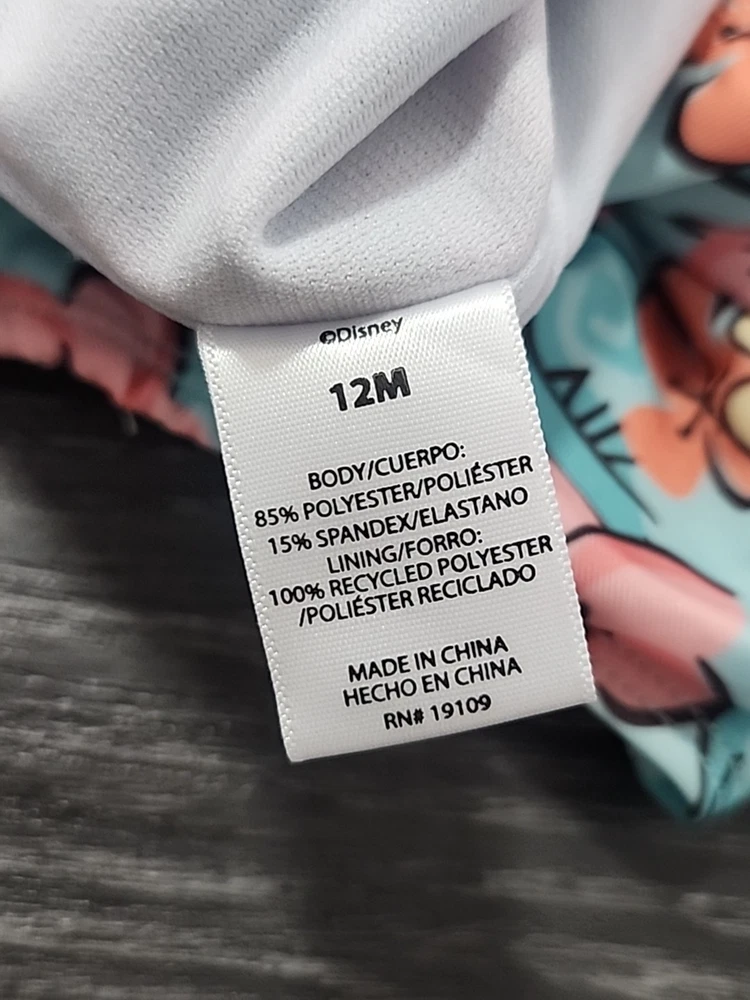 ©Disney
12M
BODY/CUERPO:
85% POLYESTER/POLIÉSTER
15% SPANDEX/ELASTANO
LINING/FORRO:
100% RECYCLED POLYESTER
/POLIÉSTER RECICLADO
MADE IN CHINA
HECHO EN CHINA
RN# 19109